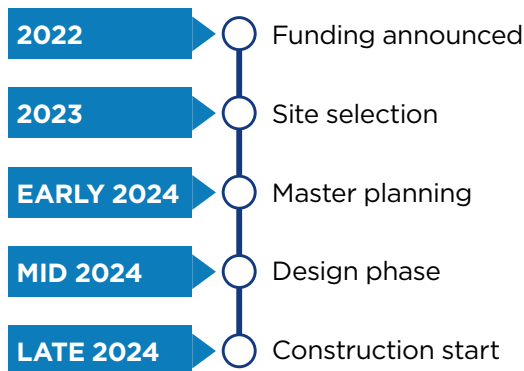 2022 Funding announced
2023 Site selection
EARLY 2024 Master planning
MID 2024 Design phase
LATE 2024 Construction start